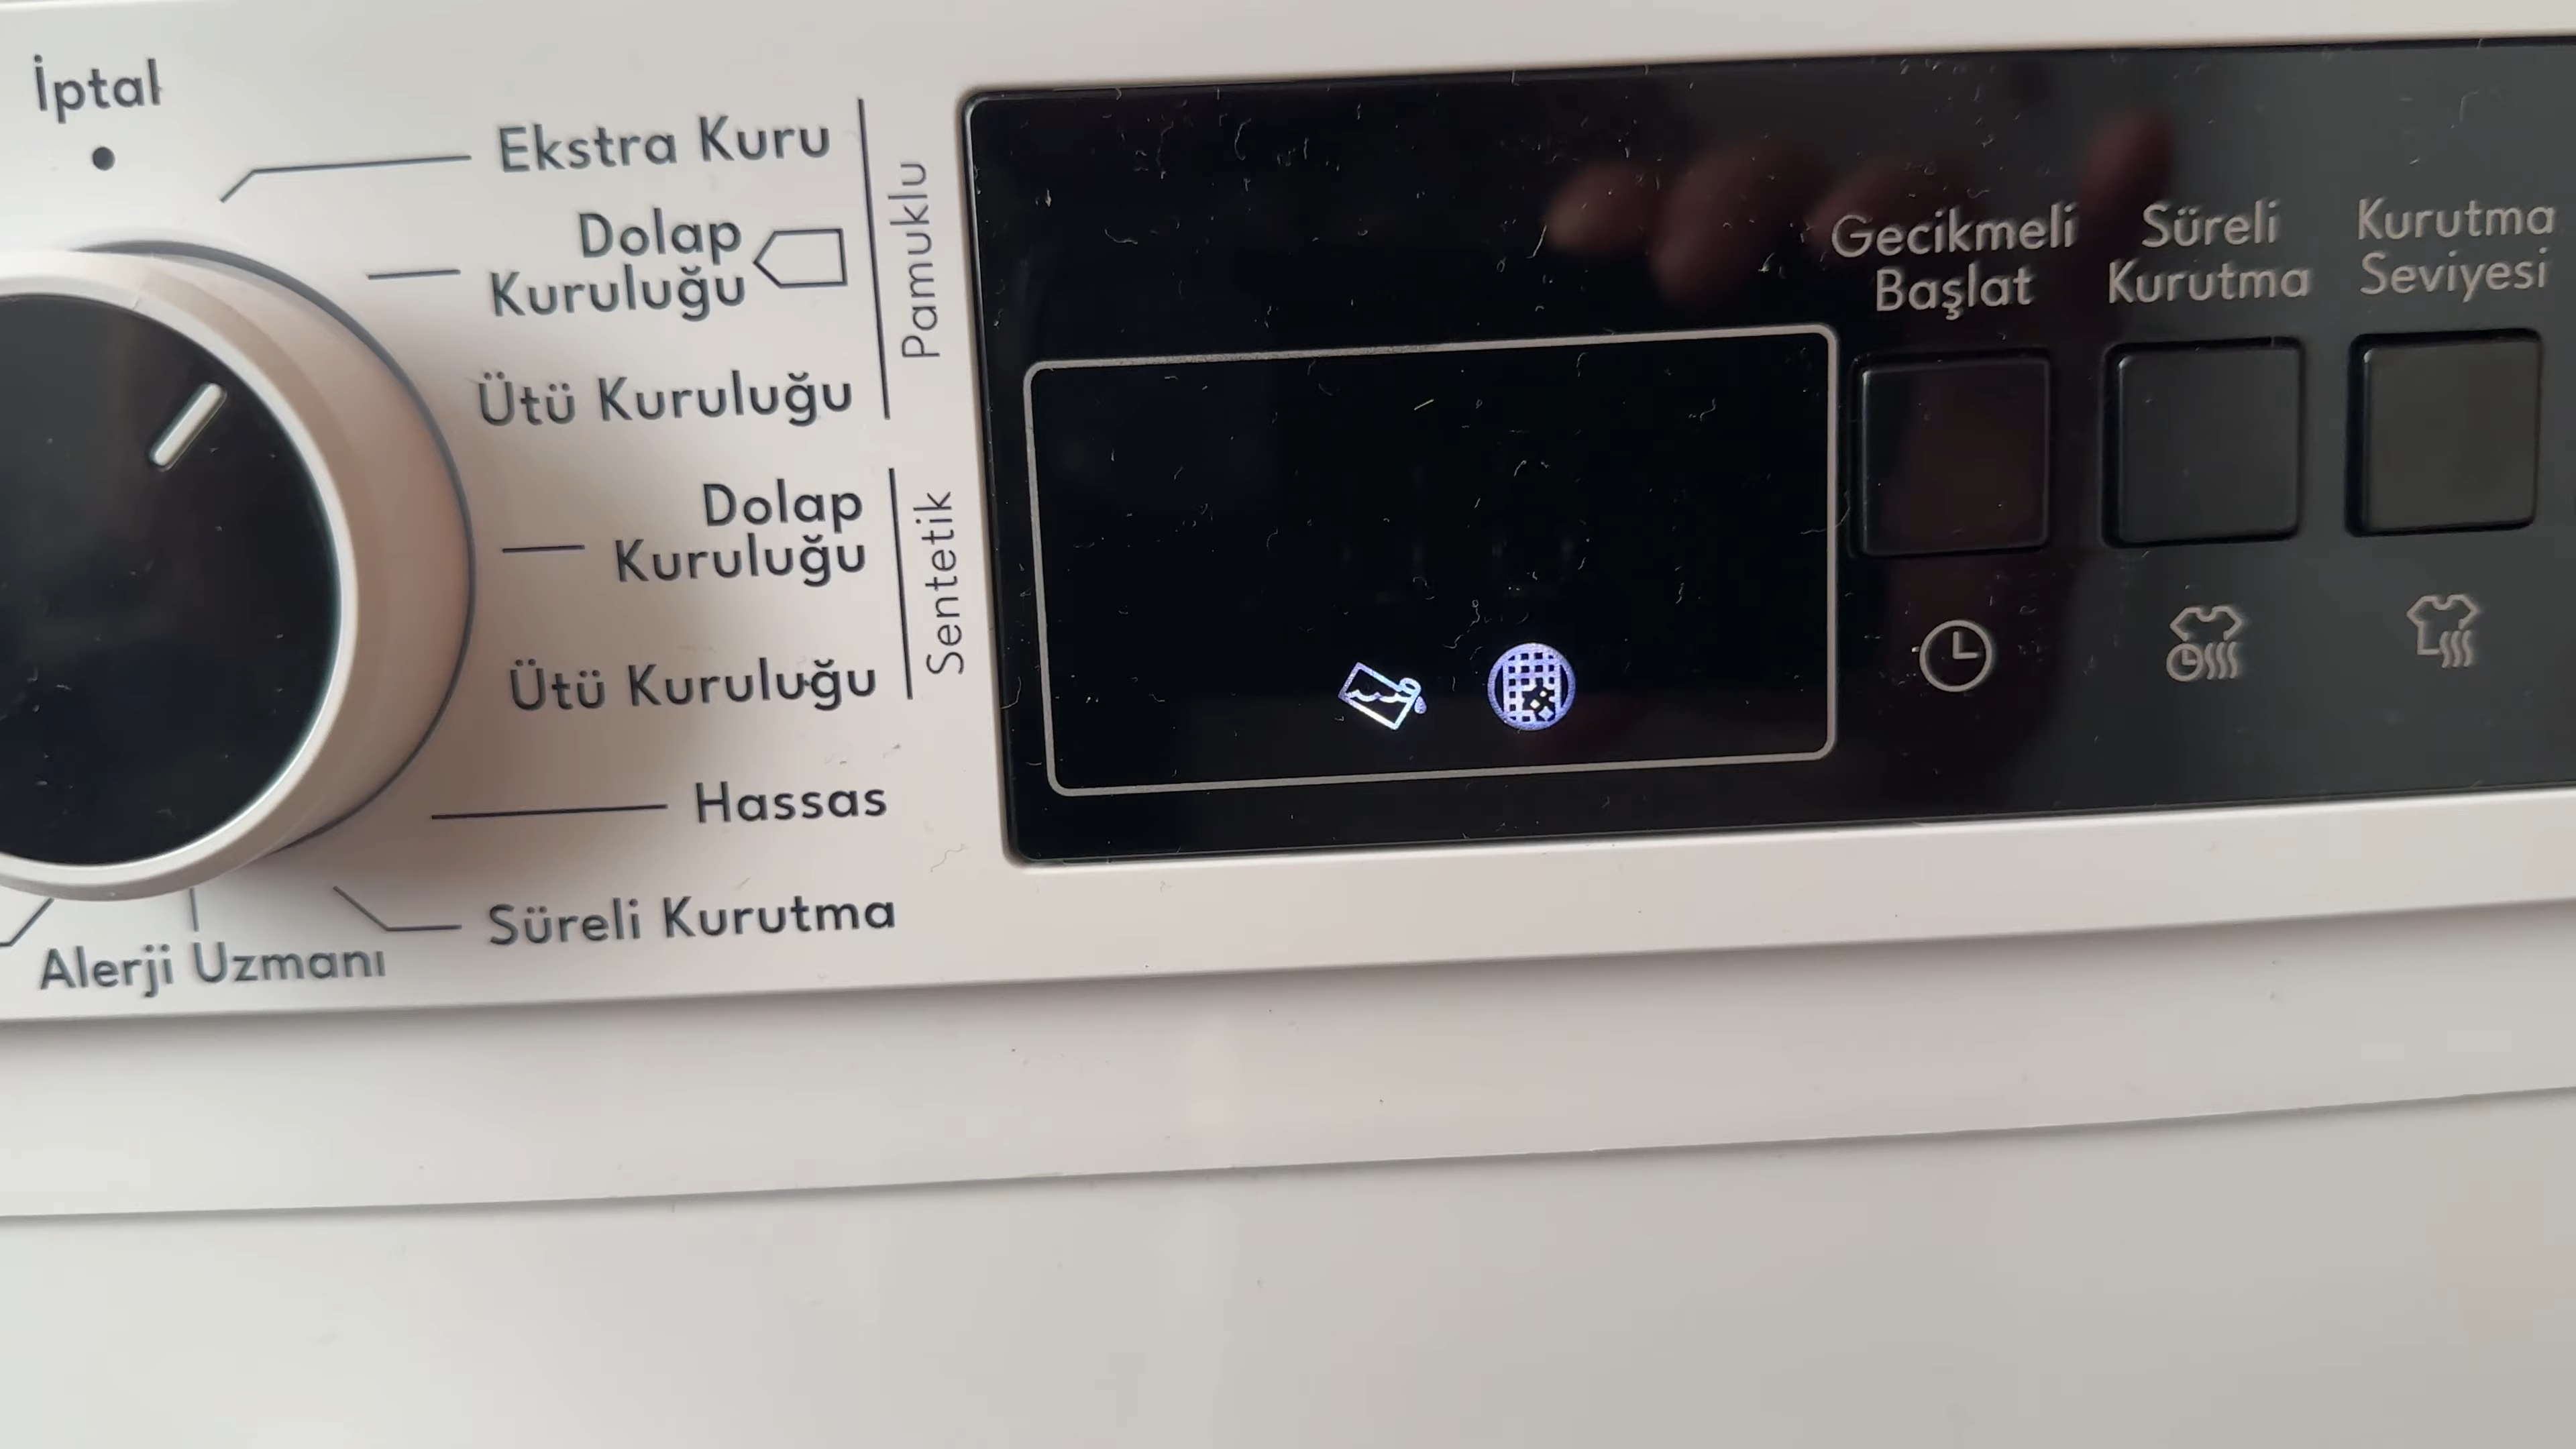 İptal
Ekstra Kuru
Dolap
Kuruluğu
Ütü Kuruluğu
Pamuklu
Dolap
Kuruluğu
Ütü Kuruluğu
Sentetik
Hassas
Süreli Kurutma
Alerji Uzmanı
Gecikmeli
Başlat
Süreli
Kurutma
Kurutma
Seviyesi